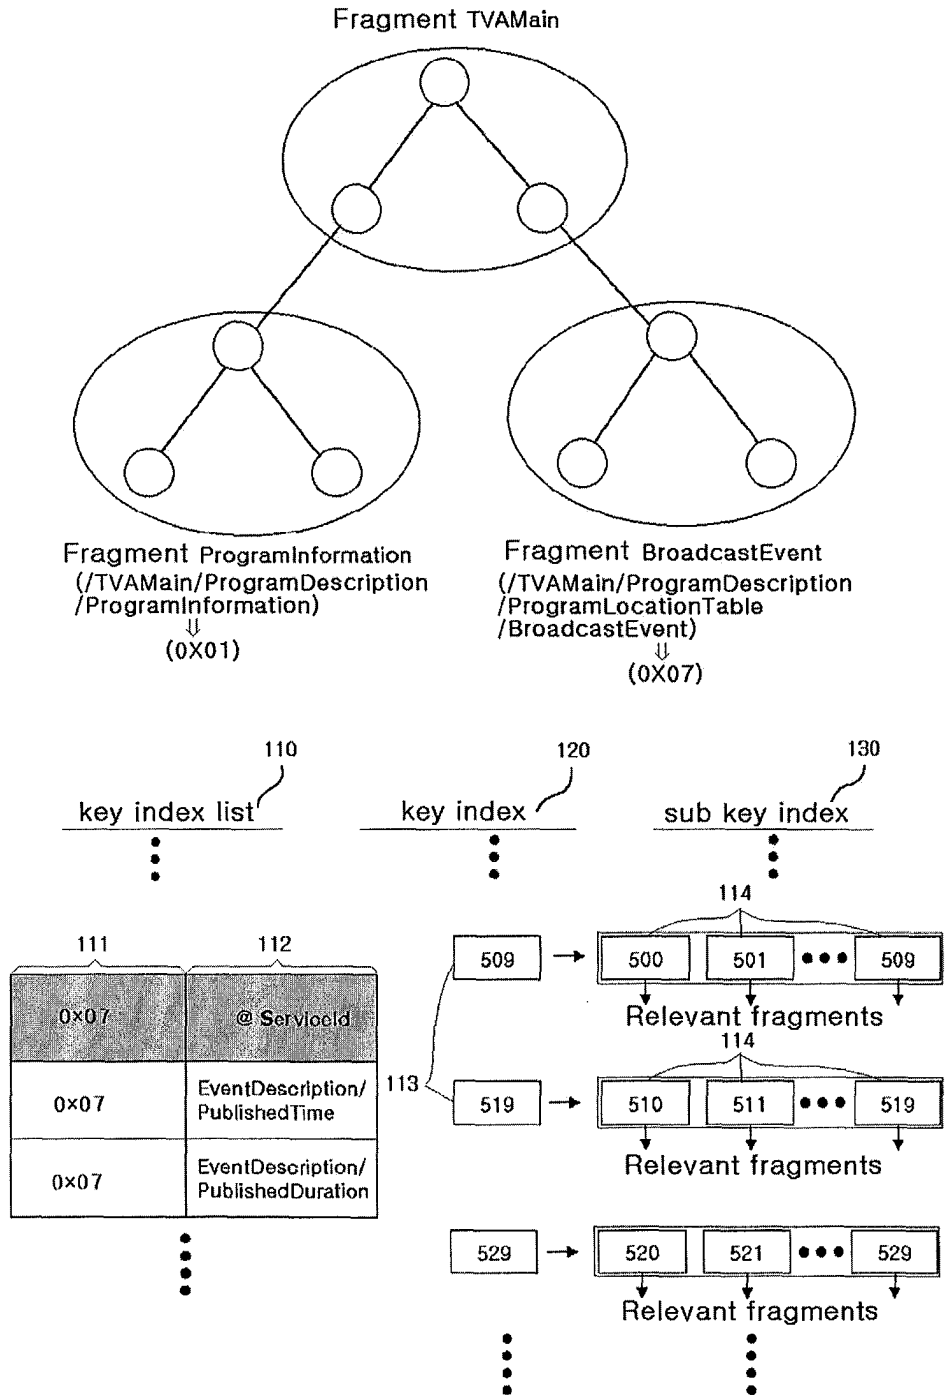 Fragment TVAMain
Fragment ProgramInformation
(/TVAMain/ProgramDescription
/ProgramInformation)
⇓
(0X01)
Fragment BroadcastEvent
(/TVAMain/ProgramDescription
/ProgramLocationTable
/BroadcastEvent)
⇓
(0X07)
110
key index list
120
key index
130
sub key index
111
112
0×07
@ ServiceId
0×07
EventDescription/
PublishedTime
0×07
EventDescription/
PublishedDuration
113
114
509
500
501
509
Relevant fragments
114
519
510
511
519
Relevant fragments
529
520
521
529
Relevant fragments